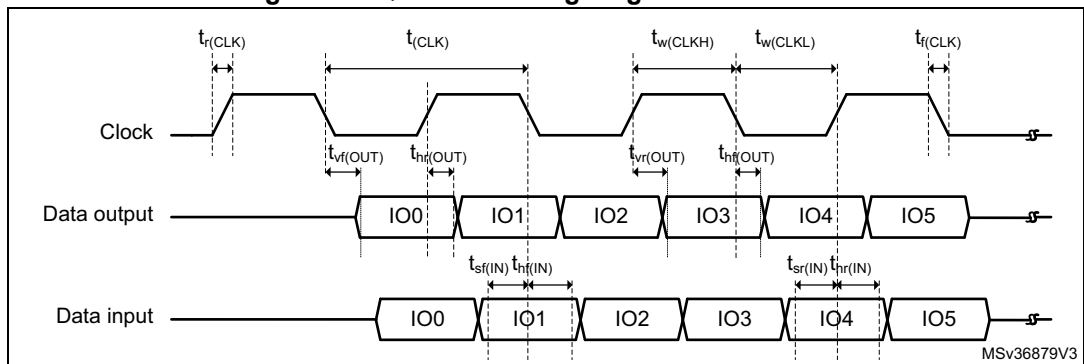 tr(CLK) t(CLK) tw(CLKH) tw(CLKL) tf(CLK)
Clock
tvf(OUT) thr(OUT) tvr(OUT) thf(OUT)
Data output IO0 IO1 IO2 IO3 IO4 IO5
tsf(IN) thf(IN) tsr(IN) thr(IN)
Data input IO0 IO1 IO2 IO3 IO4 IO5
MSv36879V3